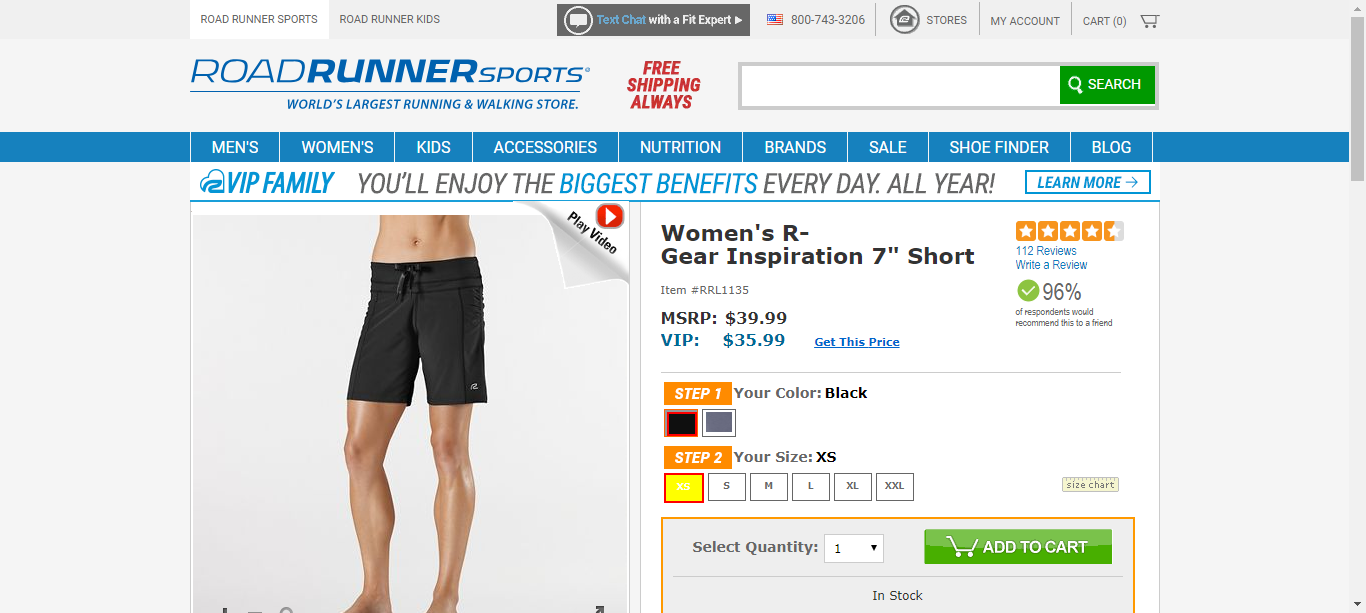 ROAD RUNNER SPORTS
ROAD RUNNER KIDS
Text Chat with a Fit Expert
800-743-3206
STORES
MY ACCOUNT
CART (0)
ROADRUNNERSPORTS
WORLD'S LARGEST RUNNING & WALKING STORE.
FREE
SHIPPING
ALWAYS
SEARCH
MEN'S
WOMEN'S
KIDS
ACCESSORIES
NUTRITION
BRANDS
SALE
SHOE FINDER
BLOG
VIP FAMILY YOU'LL ENJOY THE BIGGEST BENEFITS EVERY DAY. ALL YEAR!
LEARN MORE
Play Video
Women's R-
Gear Inspiration 7" Short
Item #RRL1135
MSRP: $39.99
VIP: $35.99 Get This Price
112 Reviews
Write a Review
96%
of respondents would
recommend this to a friend
STEP 1 Your Color: Black
STEP 2 Your Size: XS
XS S M L XL XXL
size chart
Select Quantity: 1
ADD TO CART
In Stock